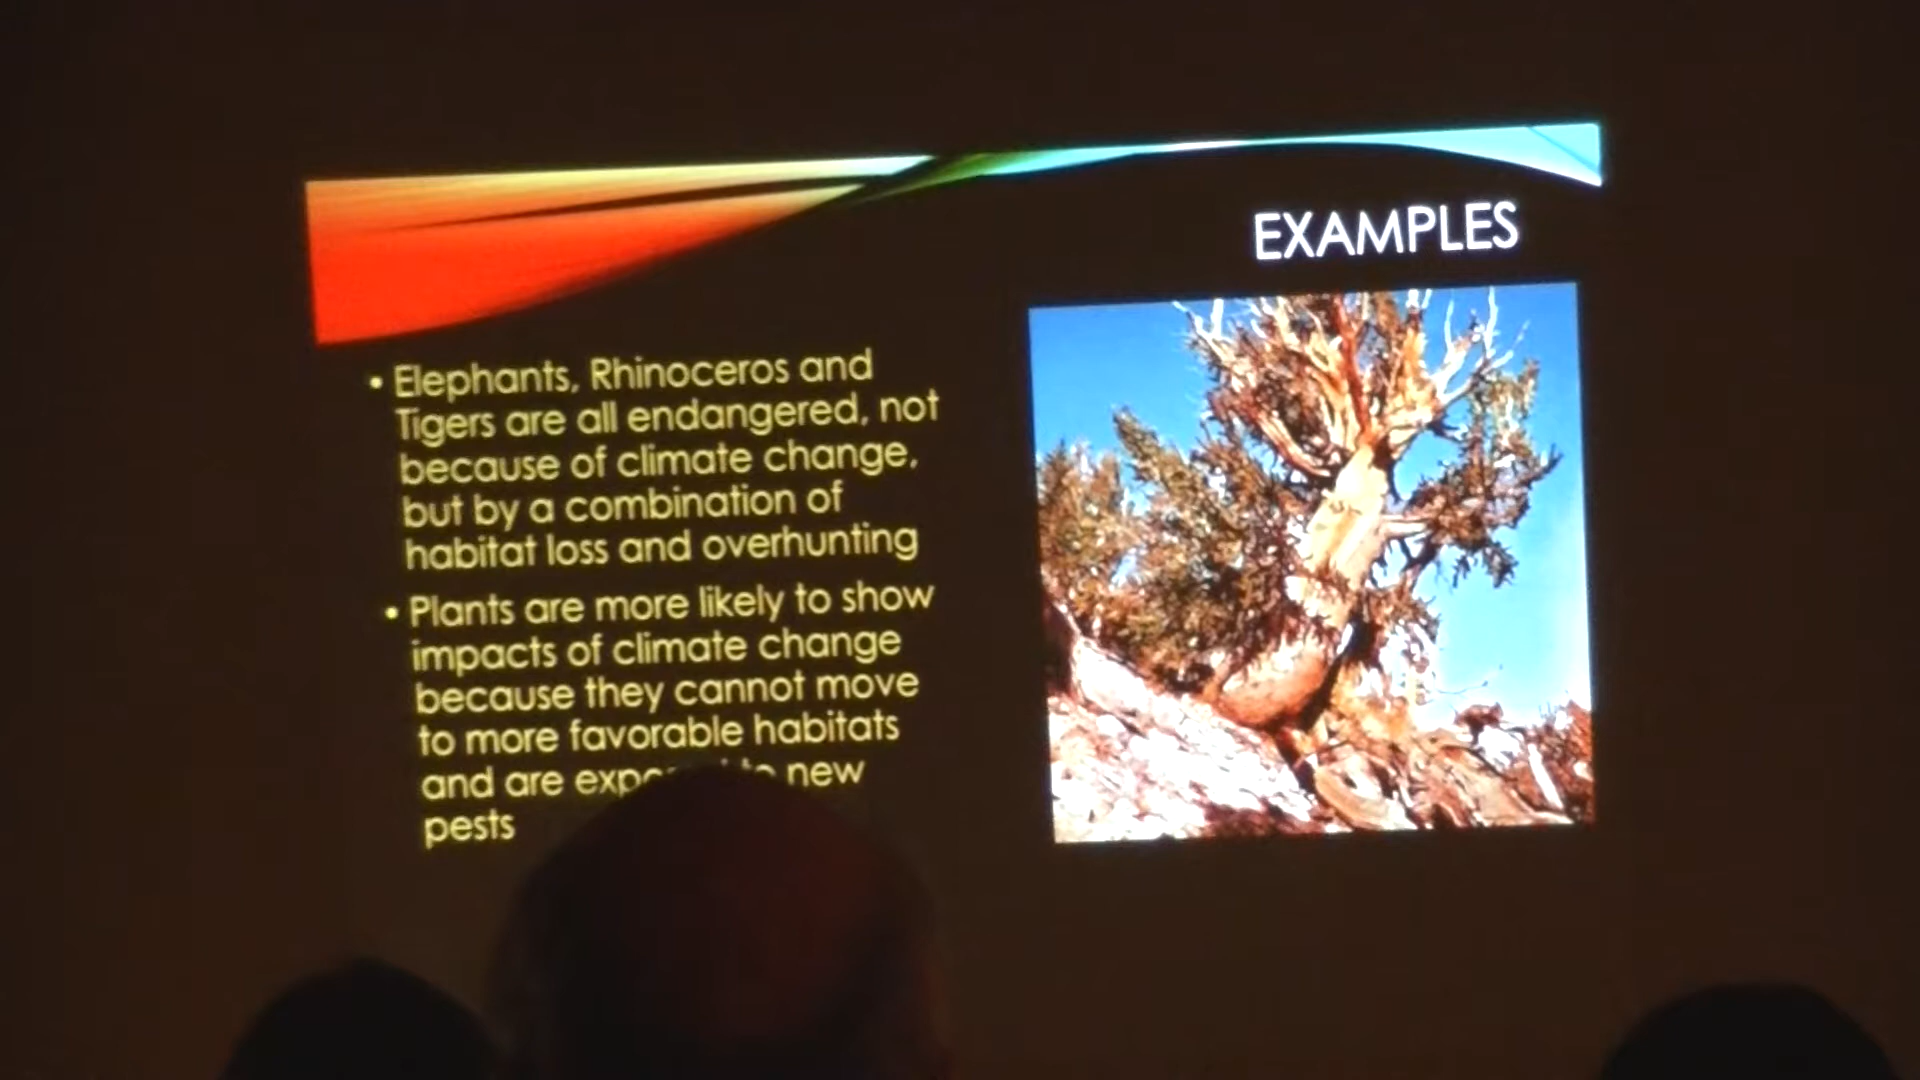 EXAMPLES
• Elephants, Rhinoceros and
Tigers are all endangered, not
because of climate change,
but by a combination of
habitat loss and overhunting
• Plants are more likely to show
impacts of climate change
because they cannot move
to more favorable habitats
and are new
pests